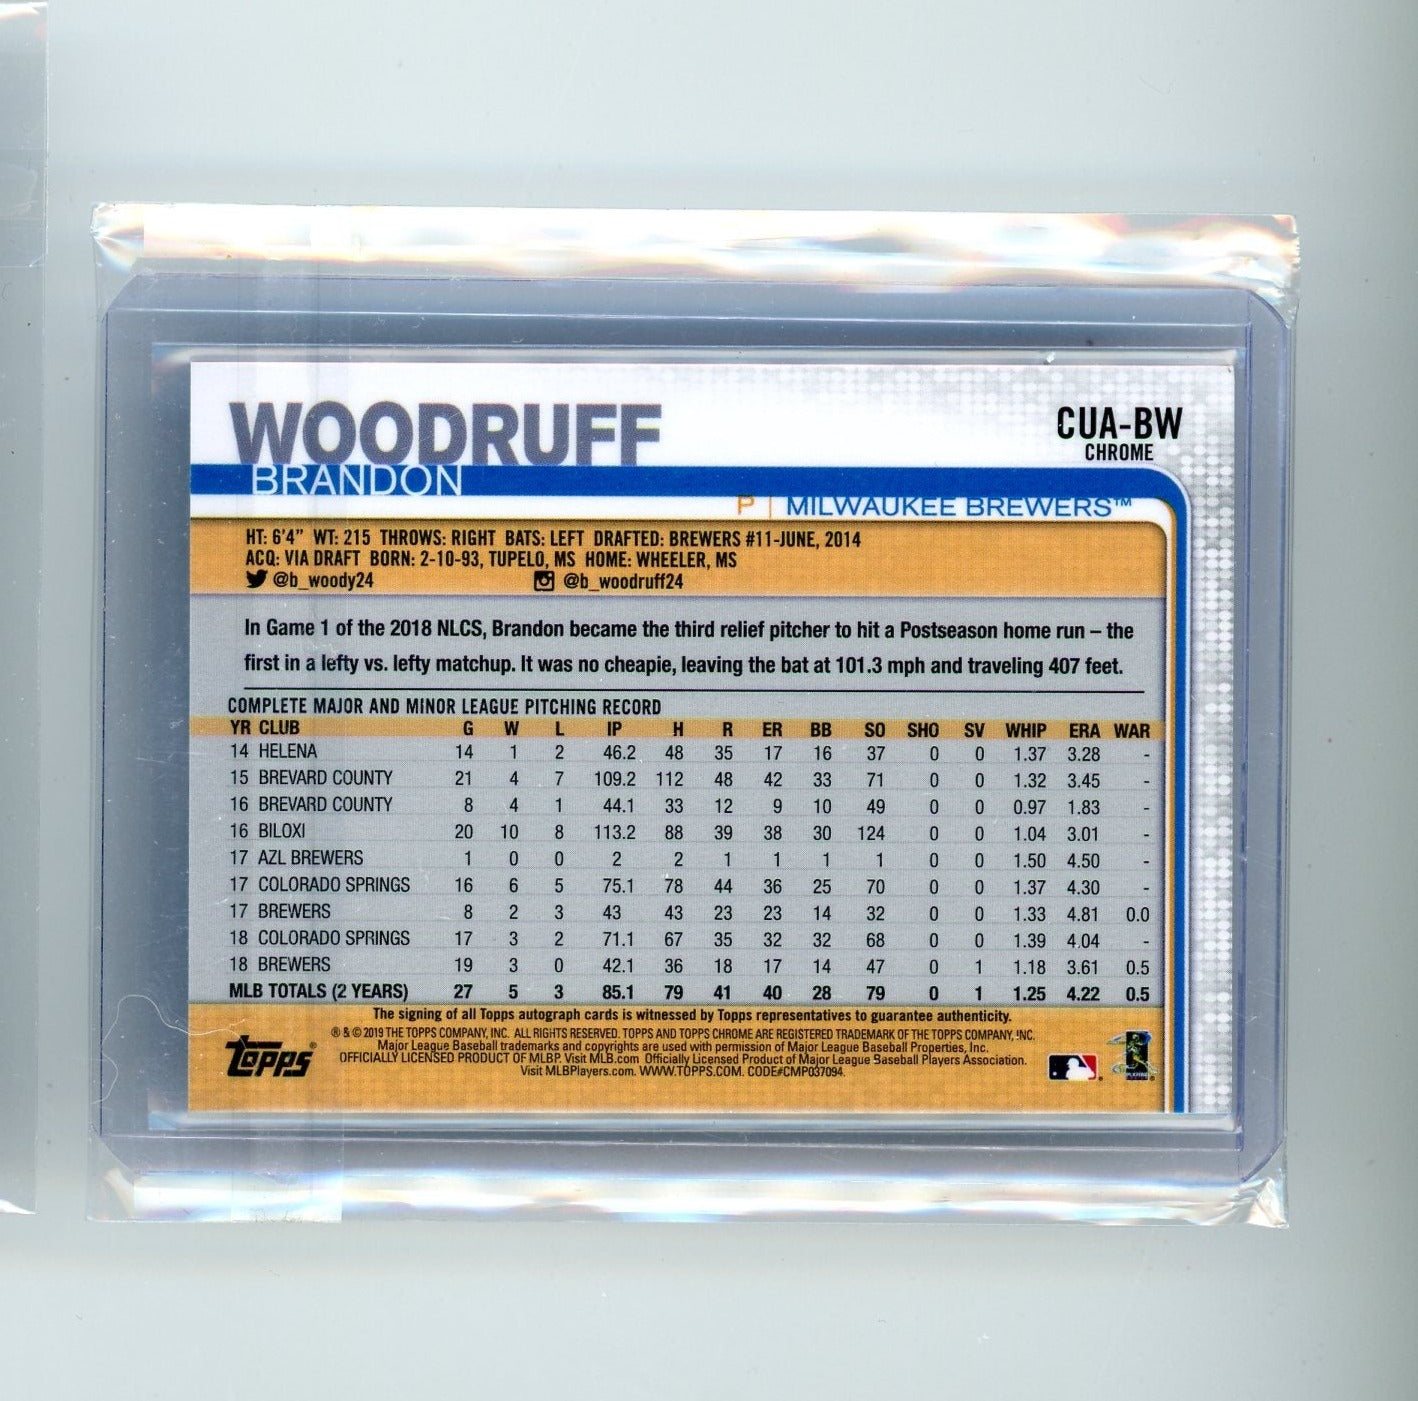 WOODRUFF
BRANDON
CUA-BW
CHROME
P | MILWAUKEE BREWERS™
HT: 6'4" WT: 215 THROWS: RIGHT BATS: LEFT DRAFTED: BREWERS #11-JUNE, 2014
ACQ: VIA DRAFT BORN: 2-10-93, TUPELO, MS HOME: WHEELER, MS
@b_woody24 @b_woodruff24
In Game 1 of the 2018 NLCS, Brandon became the third relief pitcher to hit a Postseason home run – the
first in a lefty vs. lefty matchup. It was no cheapie, leaving the bat at 101.3 mph and traveling 407 feet.
COMPLETE MAJOR AND MINOR LEAGUE PITCHING RECORD
YR CLUB G W L IP H R ER BB SO SHO SV WHIP ERA WAR
14 HELENA 14 1 2 46.2 48 35 17 16 37 0 0 1.37 3.28 -
15 BREVARD COUNTY 21 4 7 109.2 112 48 42 33 71 0 0 1.32 3.45 -
16 BREVARD COUNTY 8 4 1 44.1 33 12 9 10 49 0 0 0.97 1.83 -
16 BILOXI 20 10 8 113.2 88 39 38 30 124 0 0 1.04 3.01 -
17 AZL BREWERS 1 0 0 2 2 1 1 1 1 0 0 1.50 4.50 -
17 COLORADO SPRINGS 16 6 5 75.1 78 44 36 25 70 0 0 1.37 4.30 -
17 BREWERS 8 2 3 43 43 23 23 14 32 0 0 1.33 4.81 0.0
18 COLORADO SPRINGS 17 3 2 71.1 67 35 32 32 68 0 0 1.39 4.04 -
18 BREWERS 19 3 0 42.1 36 18 17 14 47 0 1 1.18 3.61 0.5
MLB TOTALS (2 YEARS) 27 5 3 85.1 79 41 40 28 79 0 1 1.25 4.22 0.5
The signing of all Topps autograph cards is witnessed by Topps representatives to guarantee authenticity.
® & © 2019 THE TOPPS COMPANY, INC. ALL RIGHTS RESERVED. TOPPS AND TOPPS CHROME ARE REGISTERED TRADEMARK OF THE TOPPS COMPANY, INC.
Major League Baseball trademarks and copyrights are used with permission of Major League Baseball Properties, Inc.
OFFICIALLY LICENSED PRODUCT OF MLBP. Visit MLB.com Officially Licensed Product of Major League Baseball Players Association.
Visit MLBPlayers.com. WWW.TOPPS.COM. CODE#CMP037094.
Topps®